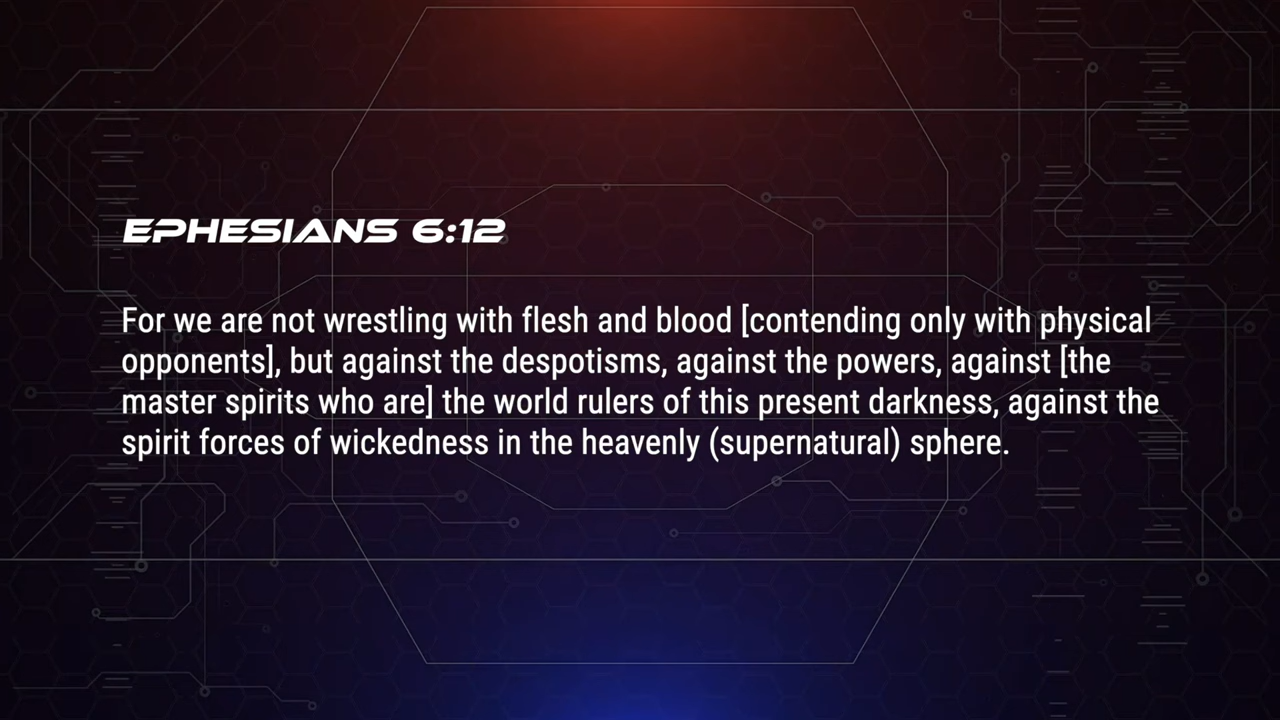 EPHESIANS 6:12
For we are not wrestling with flesh and blood [contending only with physical
opponents], but against the despotisms, against the powers, against [the
master spirits who are] the world rulers of this present darkness, against the
spirit forces of wickedness in the heavenly (supernatural) sphere.